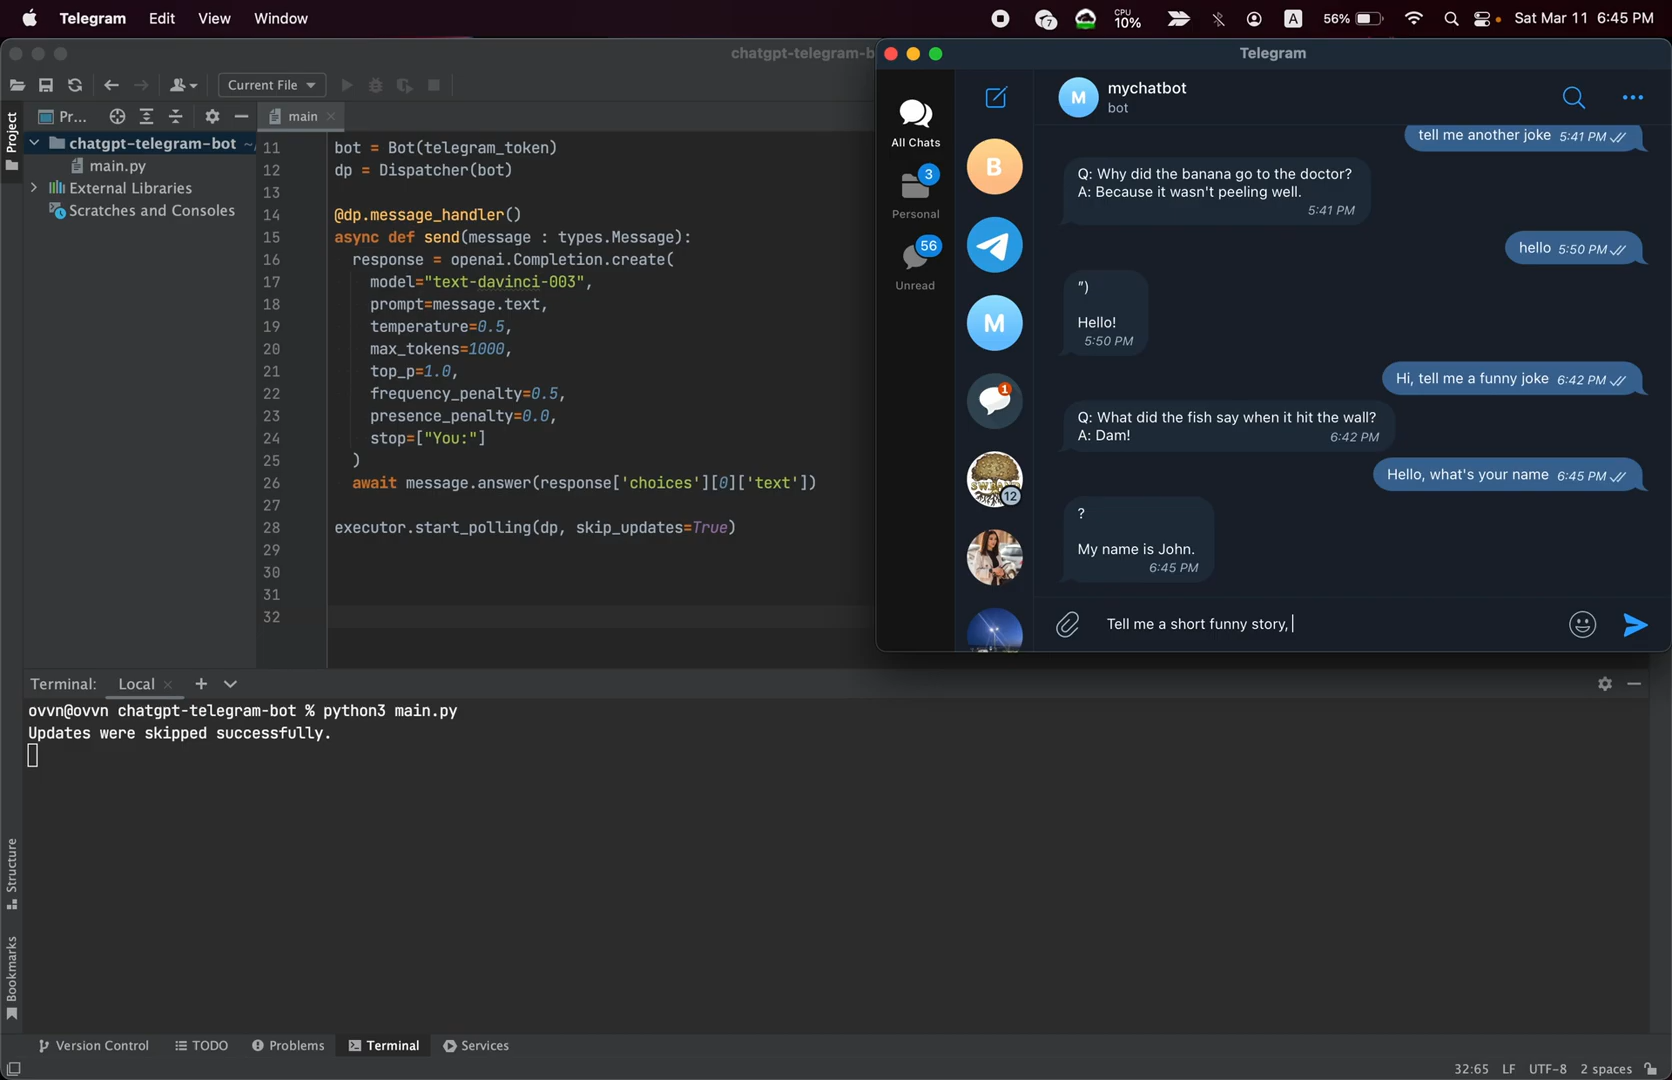 Telegram Edit View Window
7 CPU 10% A 56% Sat Mar 11 6:45 PM
chatgpt-telegram-b
Current File
Project
Pr...
main
chatgpt-telegram-bot ~/
main.py
External Libraries
Scratches and Consoles
11 bot = Bot(telegram_token)
12 dp = Dispatcher(bot)
13
14 @dp.message_handler()
15 async def send(message : types.Message):
16 response = openai.Completion.create(
17 model="text-davinci-003",
18 prompt=message.text,
19 temperature=0.5,
20 max_tokens=1000,
21 top_p=1.0,
22 frequency_penalty=0.5,
23 presence_penalty=0.0,
24 stop=["You:"]
25 )
26 await message.answer(response['choices'][0]['text'])
27
28 executor.start_polling(dp, skip_updates=True)
29
30
31
32
Telegram
All Chats
3
Personal
56
Unread
B
M
1
12
M
mychatbot
bot
tell me another joke 5:41 PM
Q: Why did the banana go to the doctor?
A: Because it wasn't peeling well.
5:41 PM
hello 5:50 PM
")
Hello!
5:50 PM
Hi, tell me a funny joke 6:42 PM
Q: What did the fish say when it hit the wall?
A: Dam! 6:42 PM
Hello, what's your name 6:45 PM
?
My name is John.
6:45 PM
Tell me a short funny story,
Terminal: Local
ovvn@ovvn chatgpt-telegram-bot % python3 main.py
Updates were skipped successfully.
Structure
Bookmarks
Version Control TODO Problems Terminal Services
32:65 LF UTF-8 2 spaces